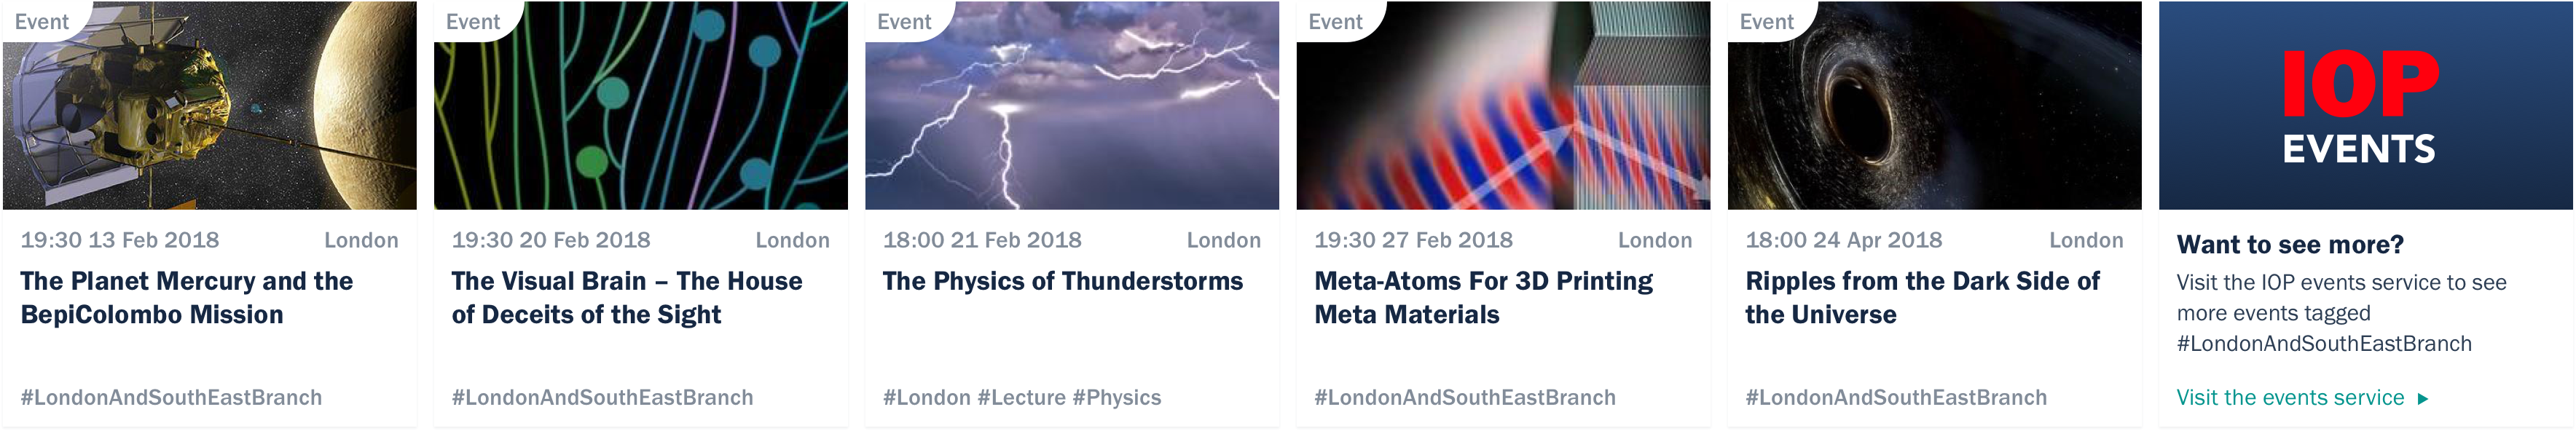 Event
19:30 13 Feb 2018 London
The Planet Mercury and the
BepiColombo Mission
#LondonAndSouthEastBranch
Event
19:30 20 Feb 2018 London
The Visual Brain – The House
of Deceits of the Sight
#LondonAndSouthEastBranch
Event
18:00 21 Feb 2018 London
The Physics of Thunderstorms
#London #Lecture #Physics
Event
19:30 27 Feb 2018 London
Meta-Atoms For 3D Printing
Meta Materials
#LondonAndSouthEastBranch
Event
18:00 24 Apr 2018 London
Ripples from the Dark Side of
the Universe
#LondonAndSouthEastBranch
IOP
EVENTS
Want to see more?
Visit the IOP events service to see
more events tagged
#LondonAndSouthEastBranch
Visit the events service